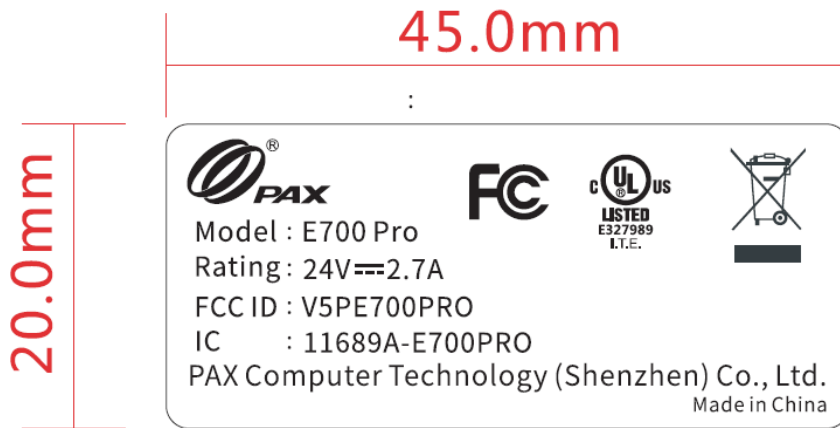 45.0mm
:
20.0mm
®
PAX
FC
C UL US
®
LISTED
E327989
I.T.E.
Model : E700 Pro
Rating : 24V⎓2.7A
FCC ID : V5PE700PRO
IC : 11689A-E700PRO
PAX Computer Technology (Shenzhen) Co., Ltd.
Made in China